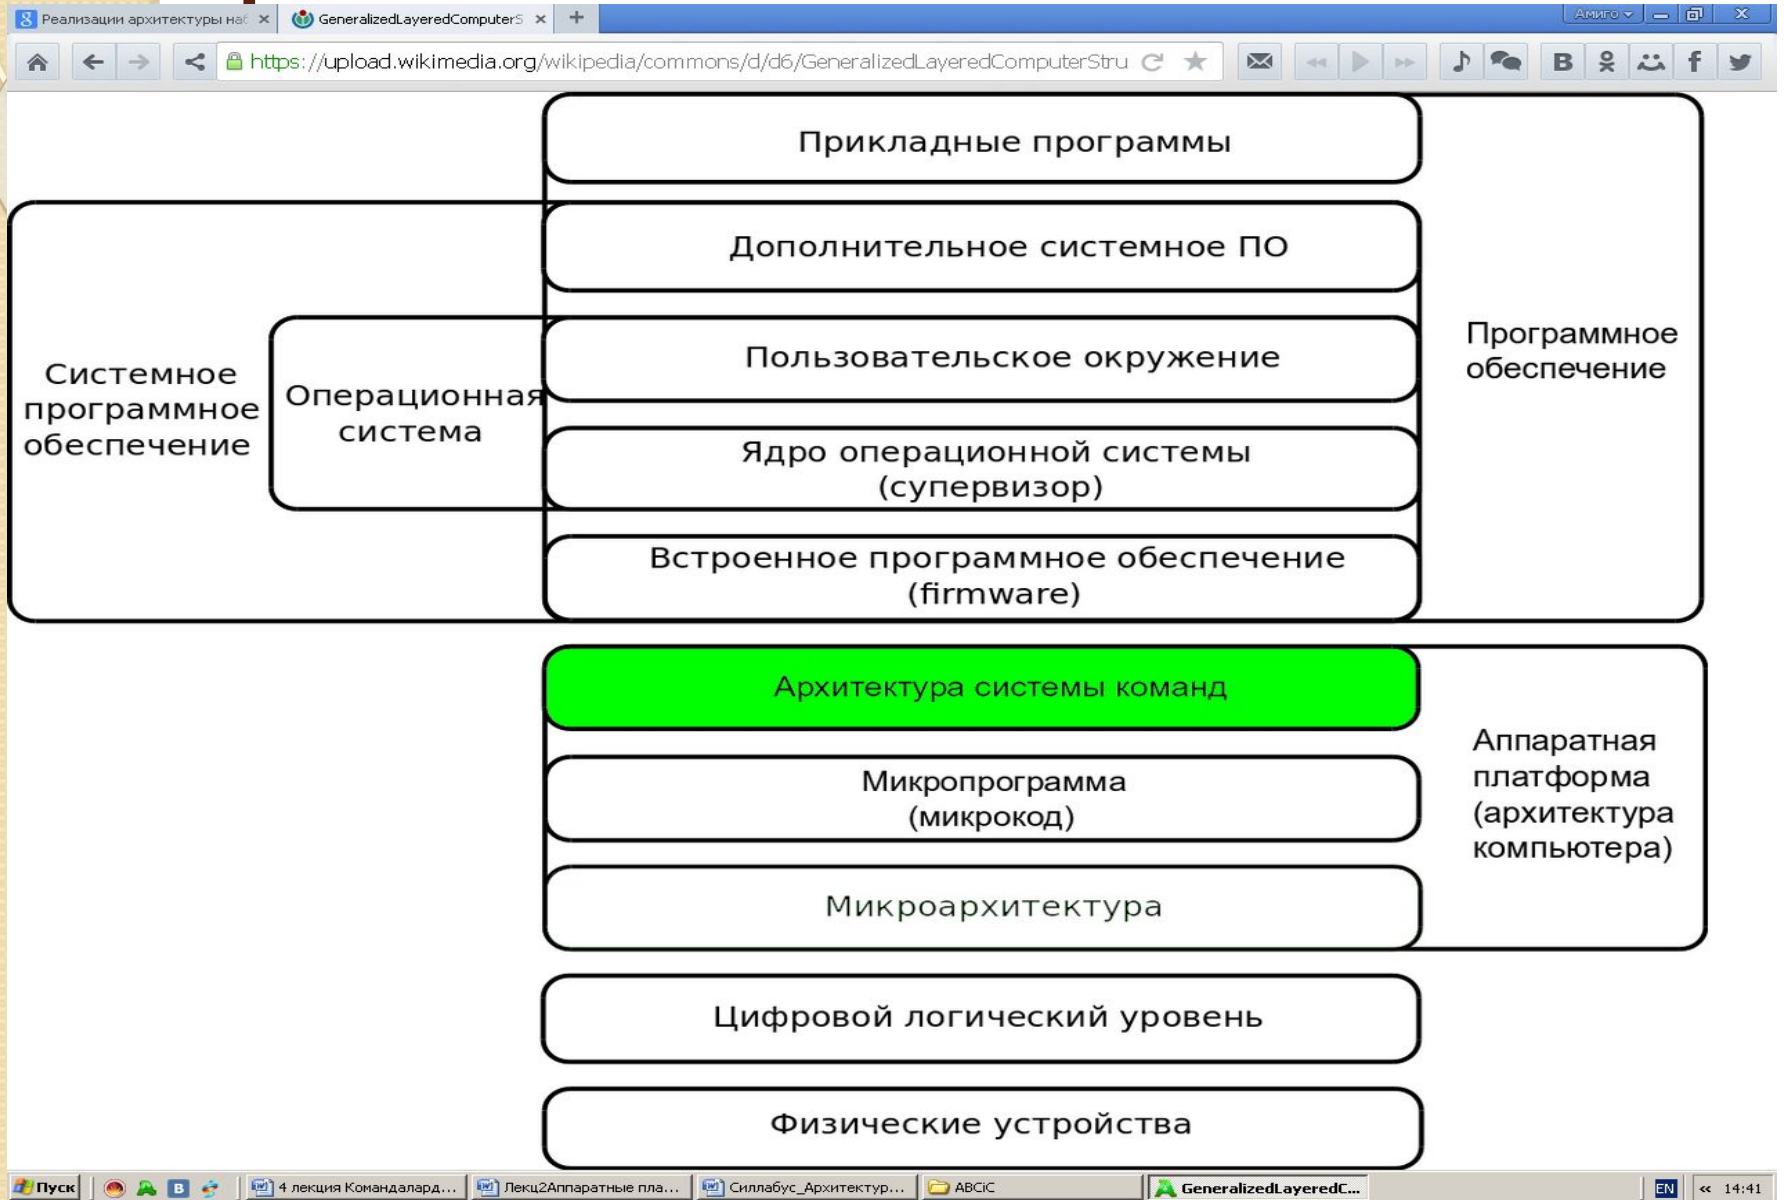 Реализации архитектуры наб
GeneralizedLayeredComputerS
Амиго
https://upload.wikimedia.org/wikipedia/commons/d/d6/GeneralizedLayeredComputerStru
Прикладные программы
Дополнительное системное ПО
Пользовательское окружение
Ядро операционной системы
(супервизор)
Встроенное программное обеспечение
(firmware)
Системное
программное
обеспечение
Операционная
система
Программное
обеспечение
Архитектура системы команд
Микропрограмма
(микрокод)
Микроархитектура
Аппаратная
платформа
(архитектура
компьютера)
Цифровой логический уровень
Физические устройства
Пуск
4 лекция Командалард...
Лекц2Аппаратные пла...
Силлабус_Архитектур...
ABCiC
GeneralizedLayeredC...
EN
14:41